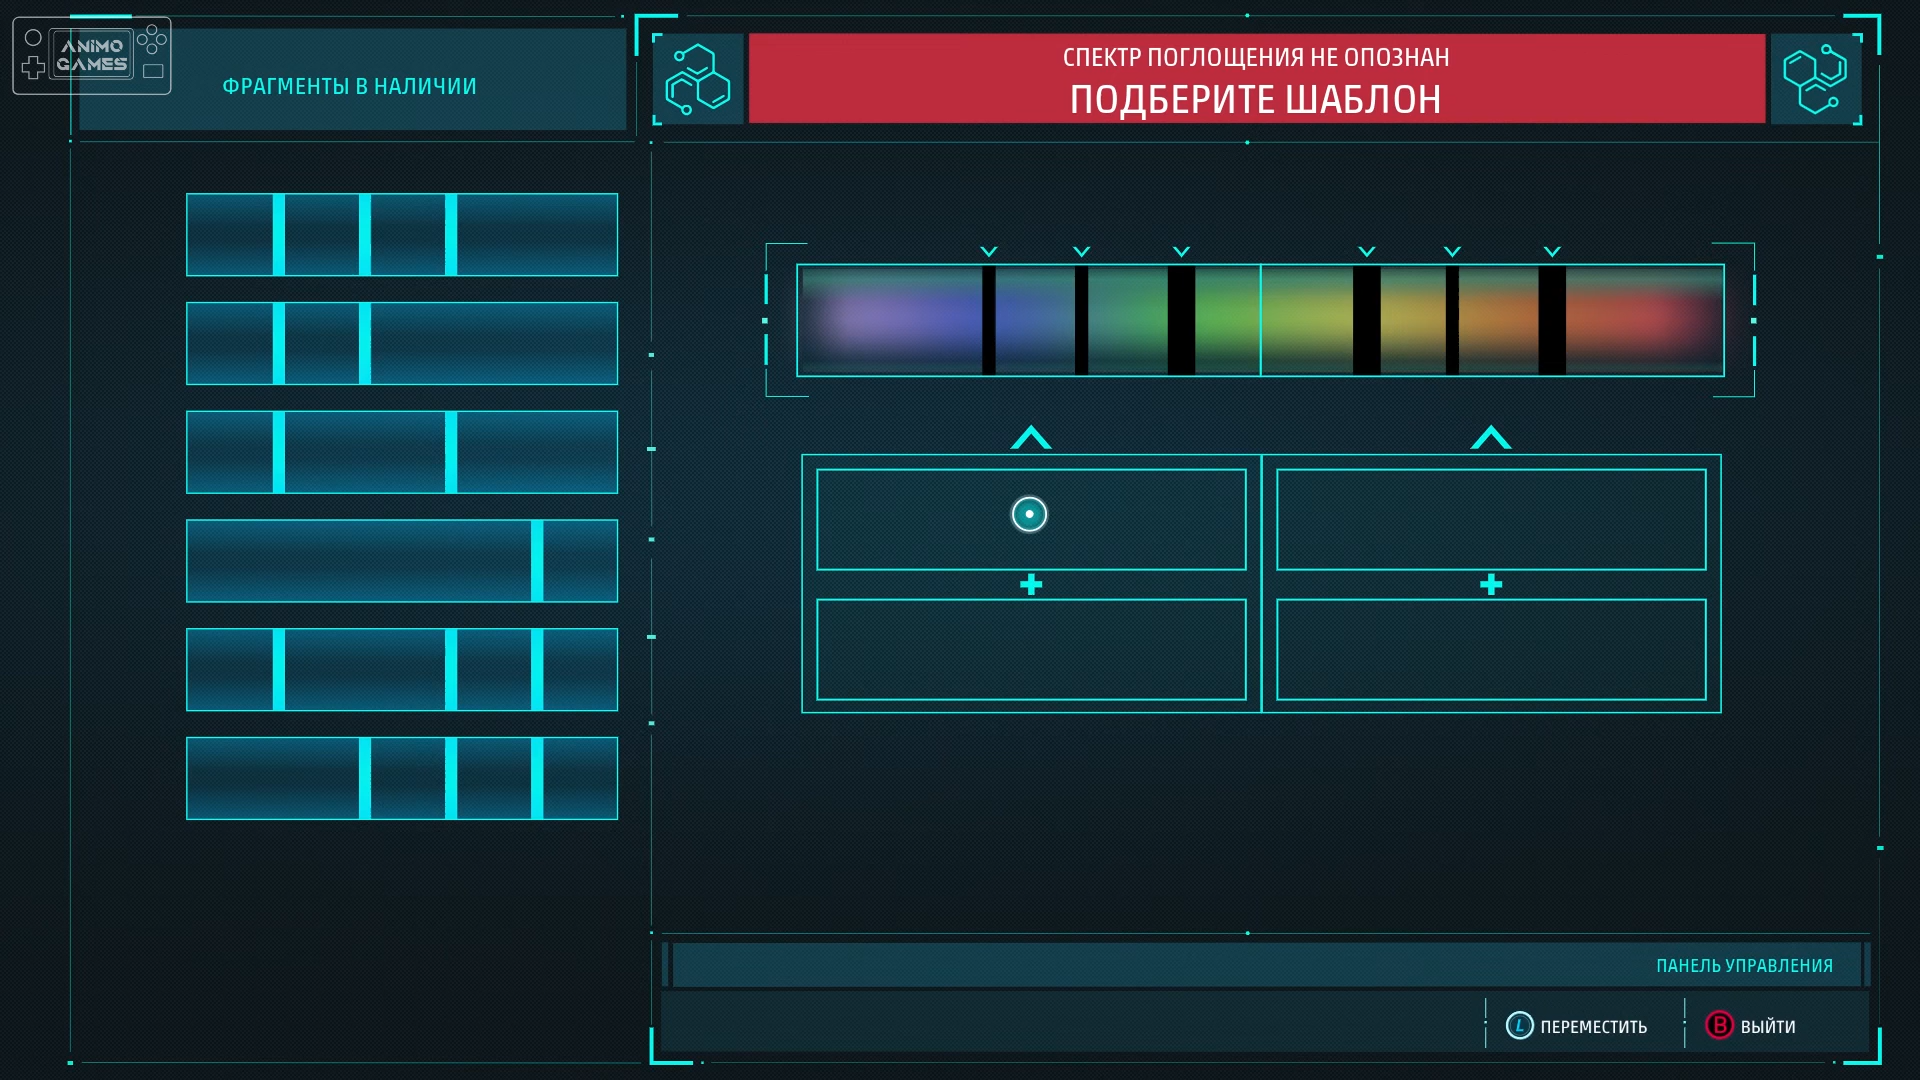 ANIMO
GAMES
ФРАГМЕНТЫ В НАЛИЧИИ
СПЕКТР ПОГЛОЩЕНИЯ НЕ ОПОЗНАН
ПОДБЕРИТЕ ШАБЛОН
ПАНЕЛЬ УПРАВЛЕНИЯ
L ПЕРЕМЕСТИТЬ
B ВЫЙТИ